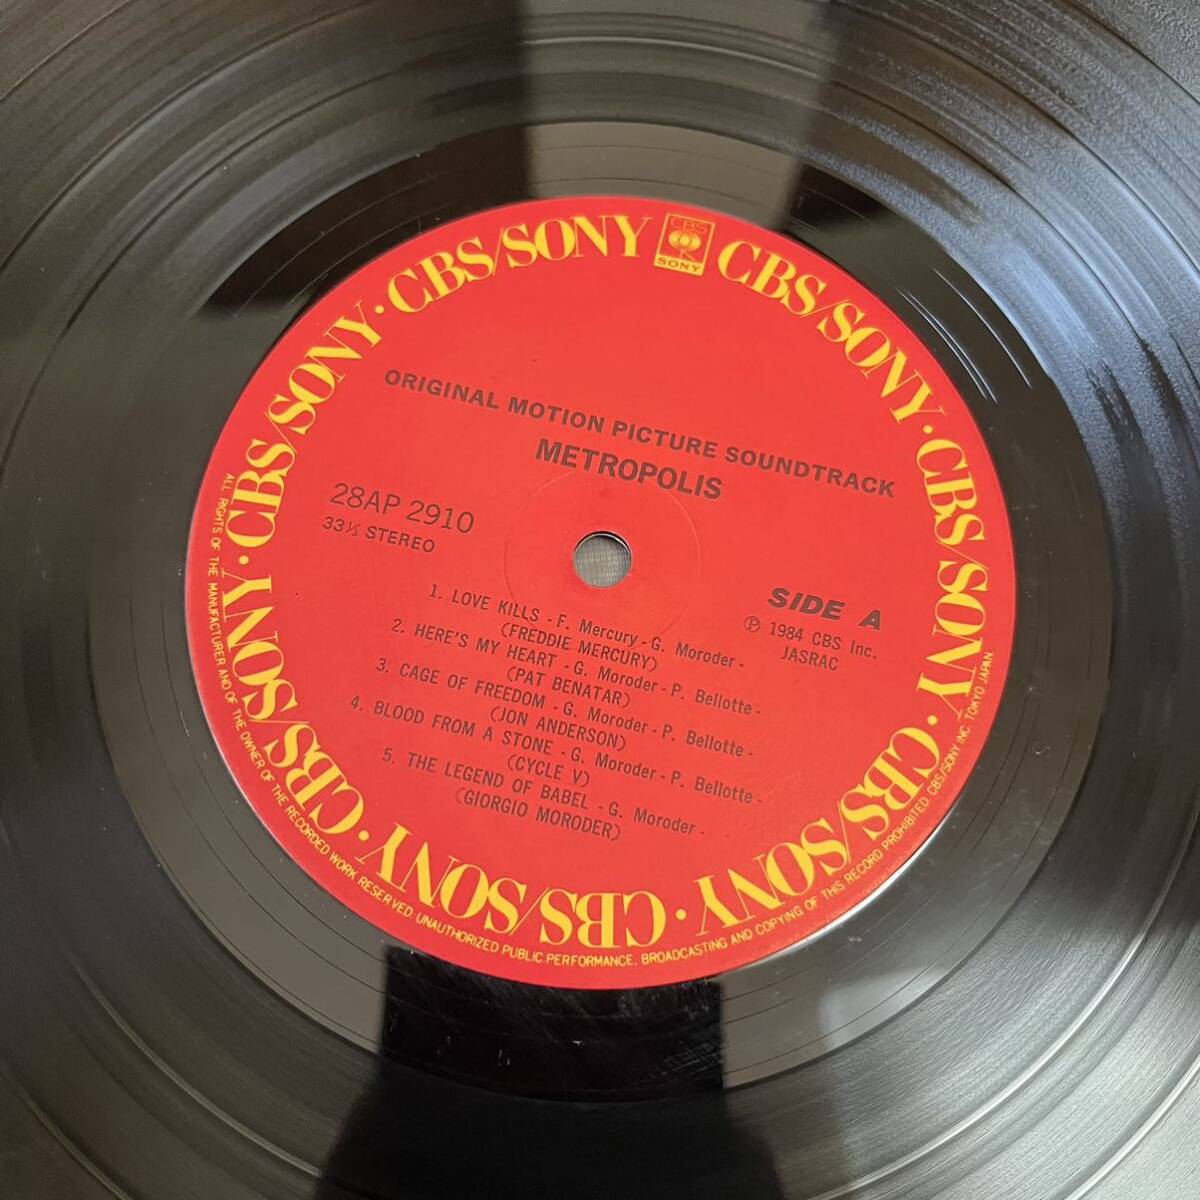 CBS/SONY · CBS/SONY · CBS/SONY · CBS/SONY · CBS/SONY · CBS/SONY · CBS/SONY · CBS/SONY
CBS
SONY
ORIGINAL MOTION PICTURE SOUNDTRACK
METROPOLIS
28AP 2910
33⅓ STEREO
SIDE A
Ⓟ 1984 CBS Inc.
JASRAC
1. LOVE KILLS - F. Mercury - G. Moroder -
(FREDDIE MERCURY)
2. HERE'S MY HEART - G. Moroder - P. Bellotte -
(PAT BENATAR)
3. CAGE OF FREEDOM - G. Moroder - P. Bellotte -
(JON ANDERSON)
4. BLOOD FROM A STONE - G. Moroder - P. Bellotte -
(CYCLE V)
5. THE LEGEND OF BABEL - G. Moroder -
(GIORGIO MORODER)
ALL RIGHTS OF THE MANUFACTURER AND OF THE OWNER OF THE RECORDED WORK RESERVED. UNAUTHORIZED PUBLIC PERFORMANCE, BROADCASTING AND COPYING OF THIS RECORD PROHIBITED CBS/SONY INC. TOKYO JAPAN